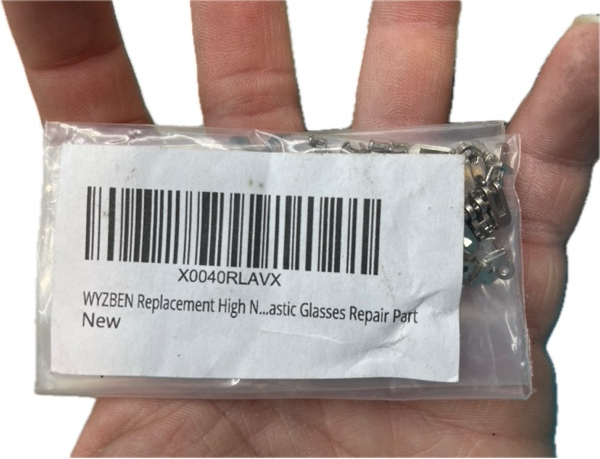 X0040RLAVX
WYZBEN Replacement High N...astic Glasses Repair Part
New